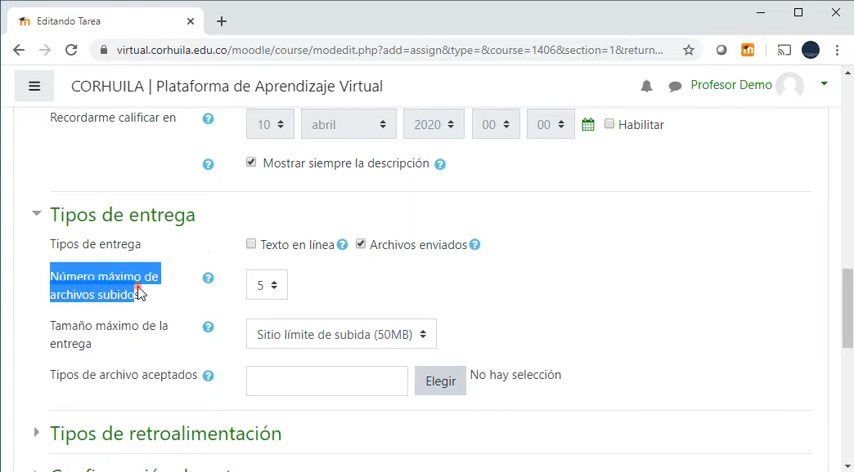 Editando Tarea
virtual.corhuila.edu.co/moodle/course/modedit.php?add=assign&type=&course=1406&section=1&return...
CORHUILA | Plataforma de Aprendizaje Virtual
Profesor Demo
Recordarme calificar en
10 abril 2020 00 00 Habilitar
Mostrar siempre la descripción
Tipos de entrega
Tipos de entrega
Texto en línea Archivos enviados
Número máximo de
archivos subidos
5
Tamaño máximo de la
entrega
Sitio límite de subida (50MB)
Tipos de archivo aceptados
Elegir No hay selección
Tipos de retroalimentación